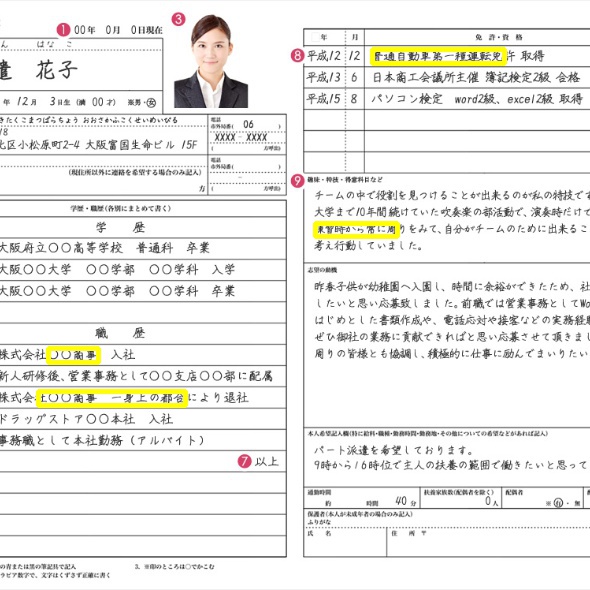 1 00年 0月 0日現在
3
ん はなこ
遣 花子
年 12月 3日生 (満 00才) ※男・女
きたくこまつばらちょう おおさかふこくせいめいびる
18
北区小松原町2-4 大阪富国生命ビル 15F
電話
市外局番( 06 )
XXXX - XXXX
(方呼出)
(現住所以外に連絡を希望する場合のみ記入)
方
電話
市外局番( )
(方呼出)
学歴・職歴(各別にまとめて書く)
学 歴
大阪府立〇〇高等学校 普通科 卒業
大阪〇〇大学 〇〇学部 〇〇学科 入学
大阪〇〇大学 〇〇学部 〇〇学科 卒業
職 歴
株式会社〇〇商事 入社
新人研修後、営業事務として〇〇支店〇〇部に配属
株式会社〇〇商事 一身上の都合により退社
ドラッグストア〇〇本社 入社
事務職として本社勤務 (アルバイト)
7 以上
の青または黒の筆記具で記入 3、※印のところは〇でかこむ
ラビア数字で、文字はくずさず正確に書く
年 月 免許・資格
8 平成12 12 普通自動車第一種運転免許 取得
平成13 6 日本商工会議所主催 簿記検定2級 合格
平成15 8 パソコン検定 word2級、excel2級 取得
9 趣味・特技・得意科目など
チームの中で役割を見つけることが出来るのが私の特技です
大学まで10年間続けていた吹奏楽の部活動で、演奏時だけで
練習時から常に周りをみて、自分がチームのために出来るこ
考え行動していました。
志望の動機
昨春子供が幼稚園へ入園し、時間に余裕ができたため、社
したいと思い応募致しました。前職では営業事務としてWo
はじめとした書類作成や、電話応対や接客などの実務経験
ぜひ御社の業務に貢献できればと思い応募させて頂きまし
周りの皆様とも協調し、積極的に仕事に励んでまいりたい
本人希望記入欄(特に給料・職種・勤務時間・勤務地・その他についての希望などがあれば記入)
パート派遣を希望しております。
9時から16時位で主人の扶養の範囲で働きたいと思って
通勤時間 扶養家族数(配偶者を除く) 配偶者
約 時間 40分 0人 ※有・無
保護者(本人が未成年者の場合のみ記入)
ふりがな
氏 名 住 所 〒